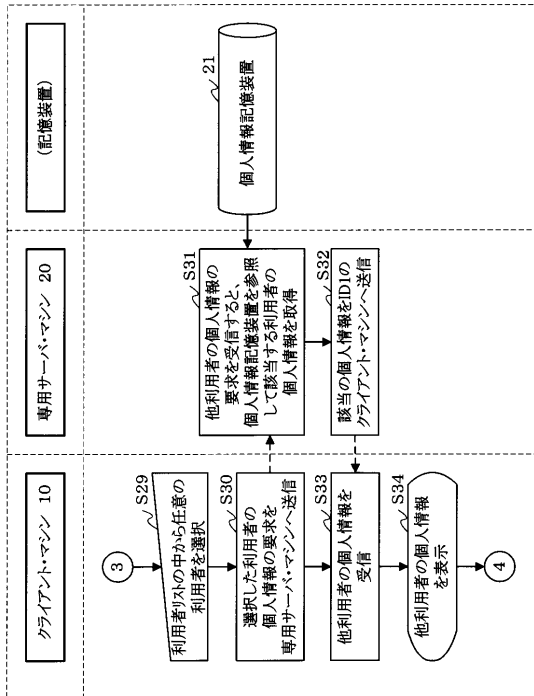 クライアント・マシン 10
専用サーバ・マシン 20
(記憶装置)
3
S29
利用者リストの中から任意の
利用者を選択
S30
選択した利用者の
個人情報の要求を
専用サーバ・マシンへ送信
S31
他利用者の個人情報の
要求を受信すると、
個人情報記憶装置を参照
して該当する利用者の
個人情報を取得
21
個人情報記憶装置
S32
該当の個人情報をID1の
クライアント・マシンへ送信
S33
他利用者の個人情報を
受信
S34
他利用者の個人情報
を表示
4